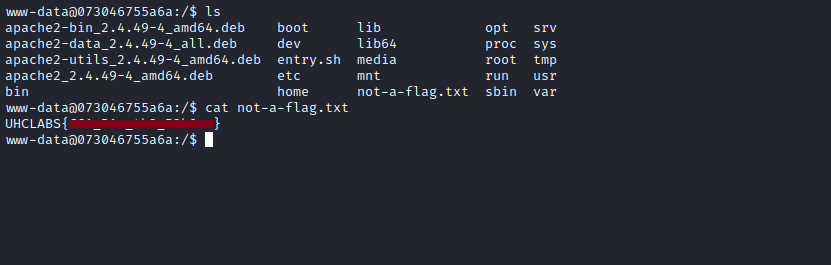 www-data@073046755a6a:/$ ls
apache2-bin_2.4.49-4_amd64.deb boot lib opt srv
apache2-data_2.4.49-4_all.deb dev lib64 proc sys
apache2-utils_2.4.49-4_amd64.deb entry.sh media root tmp
apache2_2.4.49-4_amd64.deb etc mnt run usr
bin home not-a-flag.txt sbin var
www-data@073046755a6a:/$ cat not-a-flag.txt
UHCLABS{ }
www-data@073046755a6a:/$